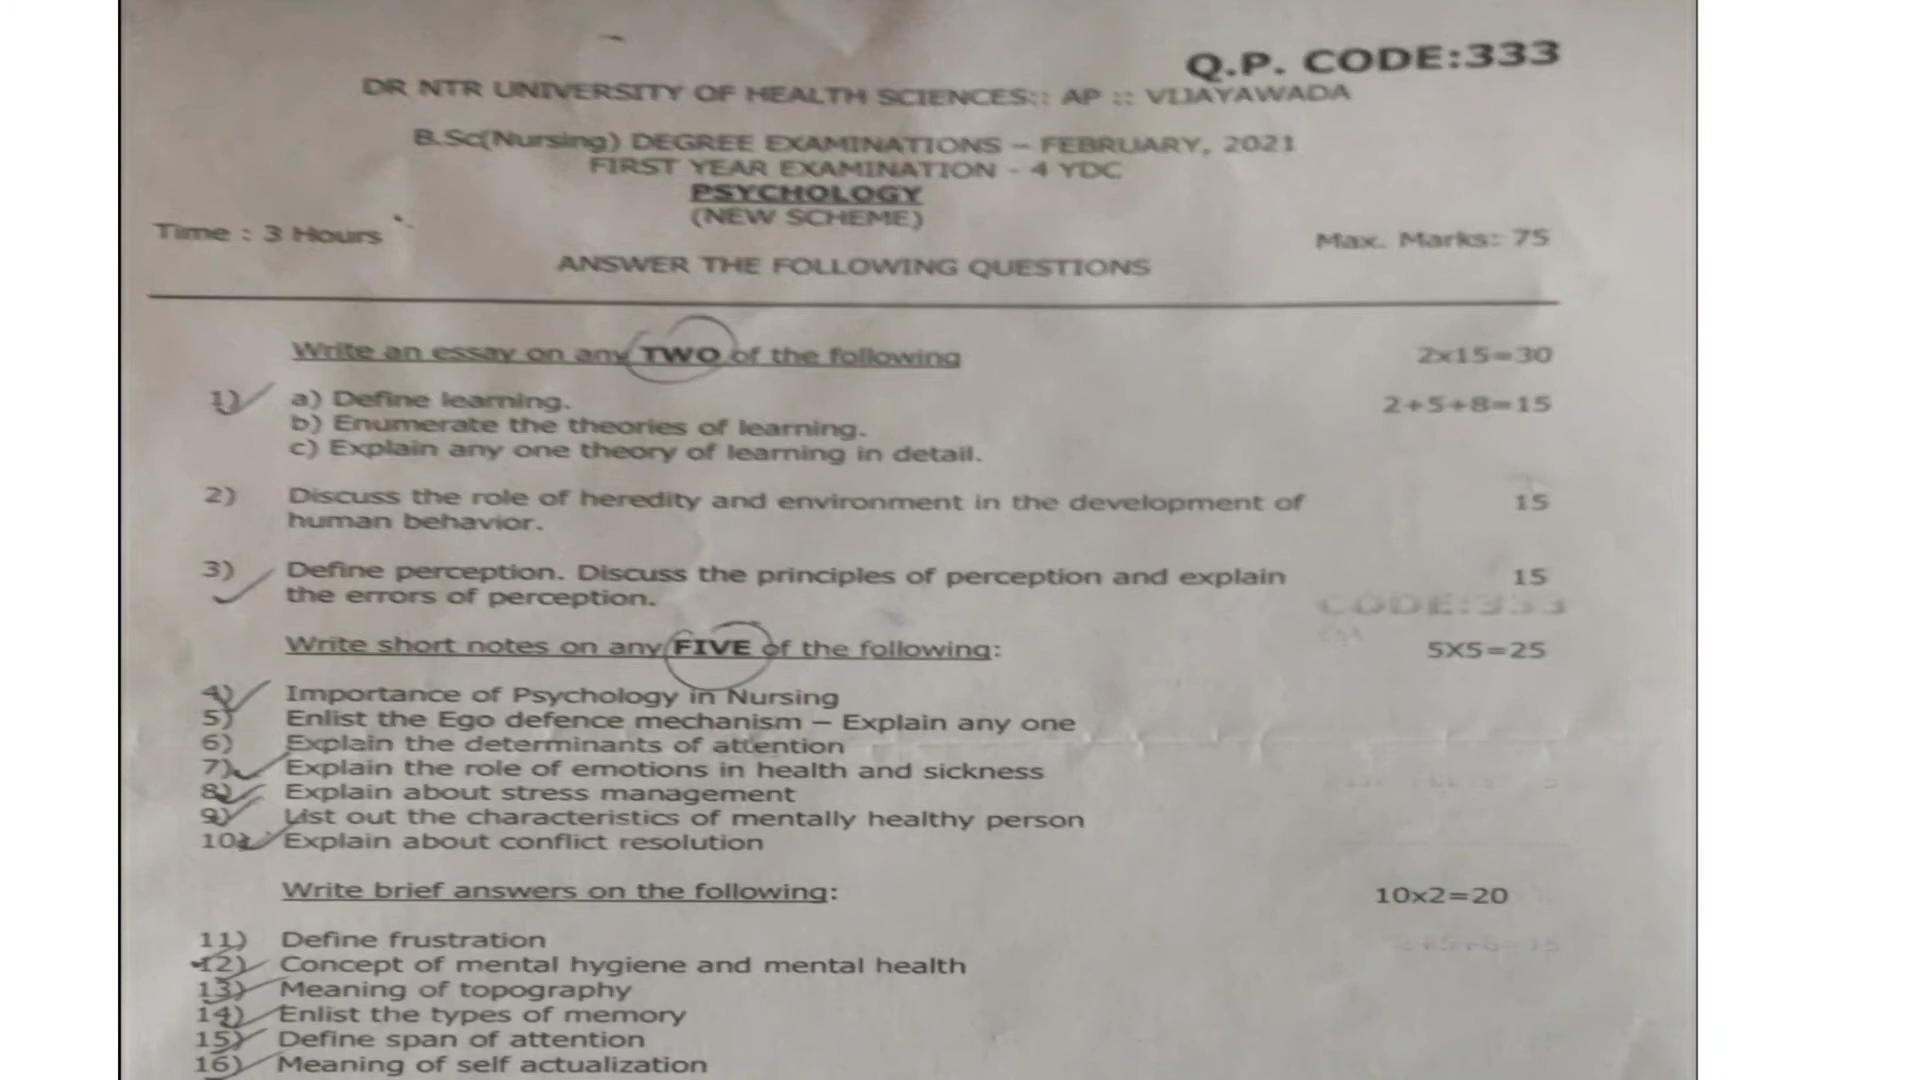 Q.P. CODE:333
DR NTR UNIVERSITY OF HEALTH SCIENCES:: AP :: VIJAYAWADA
B.Sc(Nursing) DEGREE EXAMINATIONS – FEBRUARY, 2021
FIRST YEAR EXAMINATION - 4 YDC
PSYCHOLOGY
(NEW SCHEME)
Time : 3 Hours
Max. Marks: 75
ANSWER THE FOLLOWING QUESTIONS
Write an essay on any TWO of the following 2x15=30
1) a) Define learning. 2+5+8=15
b) Enumerate the theories of learning.
c) Explain any one theory of learning in detail.
2) Discuss the role of heredity and environment in the development of 15
human behavior.
3) Define perception. Discuss the principles of perception and explain 15
the errors of perception.
CODE:333
Write short notes on any FIVE of the following: 5X5=25
4) Importance of Psychology in Nursing
5) Enlist the Ego defence mechanism – Explain any one
6) Explain the determinants of attention
7) Explain the role of emotions in health and sickness
8) Explain about stress management
9) List out the characteristics of mentally healthy person
10) Explain about conflict resolution
Write brief answers on the following: 10x2=20
11) Define frustration
12) Concept of mental hygiene and mental health
13) Meaning of topography
14) Enlist the types of memory
15) Define span of attention
16) Meaning of self actualization